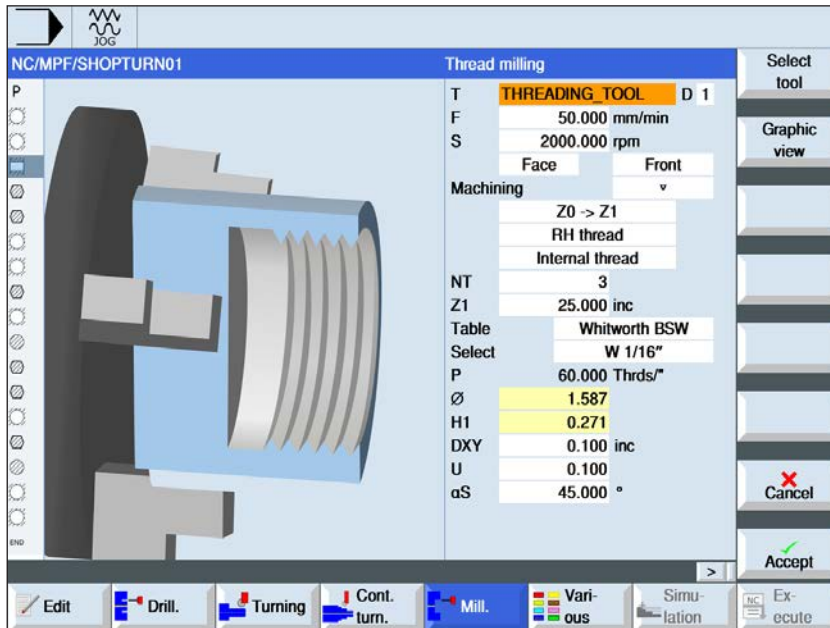 JOG
NC/MPF/SHOPTURN01
Thread milling
P
END
T THREADING_TOOL D 1
F 50.000 mm/min
S 2000.000 rpm
Face Front
Machining ▿
Z0 -> Z1
RH thread
Internal thread
NT 3
Z1 25.000 inc
Table Whitworth BSW
Select W 1/16"
P 60.000 Thrds/"
Ø 1.587
H1 0.271
DXY 0.100 inc
U 0.100
αS 45.000 °
>
Select
tool
Graphic
view
Cancel
Accept
Edit
Drill.
Turning
Cont.
turn.
Mill.
Vari-
ous
Simu-
lation
NC
Ex-
ecute